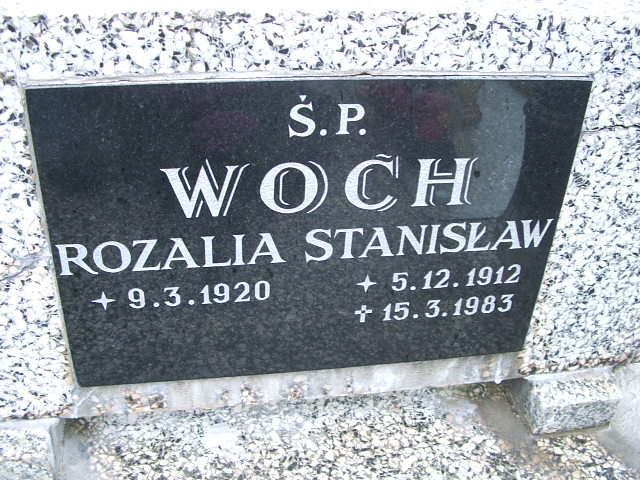 Ś.P.
WOCH
ROZALIA STANISŁAW
✦ 9.3.1920 ✦ 5.12.1912
✝ 15.3.1983